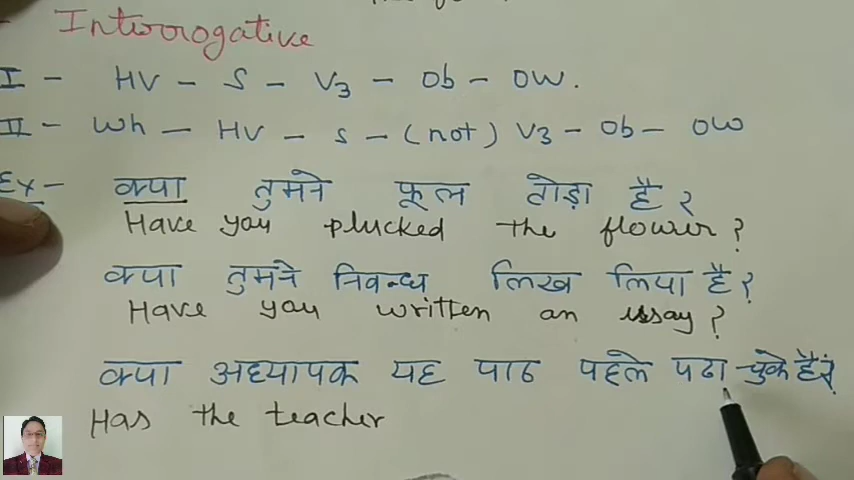 Interrogative
I - HV - S - V3 - Ob - OW.
II - Wh - HV - S - (not) V3 - Ob - OW
Ex - क्या तुमने फूल तोड़ा है?
Have you plucked the flower?
क्या तुमने निबन्ध लिख लिया है?
Have you written an essay?
क्या अध्यापक यह पाठ पहले पढा चुके हैं?
Has the teacher